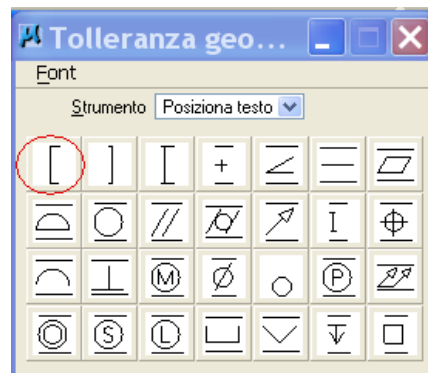 Tolleranza geo...
Font
Strumento Posiziona testo
M
P
S L